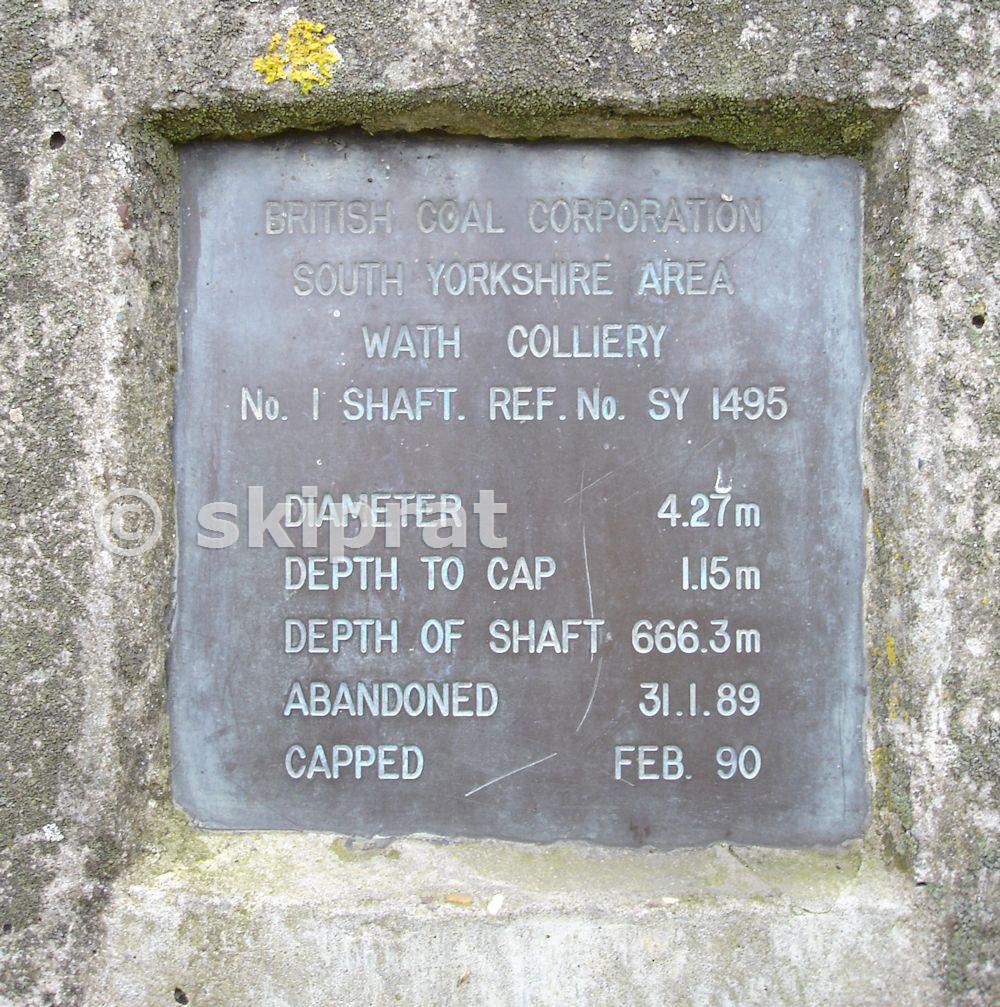 BRITISH COAL CORPORATION
SOUTH YORKSHIRE AREA
WATH COLLIERY
No. 1 SHAFT. REF. No. SY 1495
DIAMETER 4.27m
© skiprat
DEPTH TO CAP 1.15m
DEPTH OF SHAFT 666.3m
ABANDONED 31.1.89
CAPPED FEB. 90